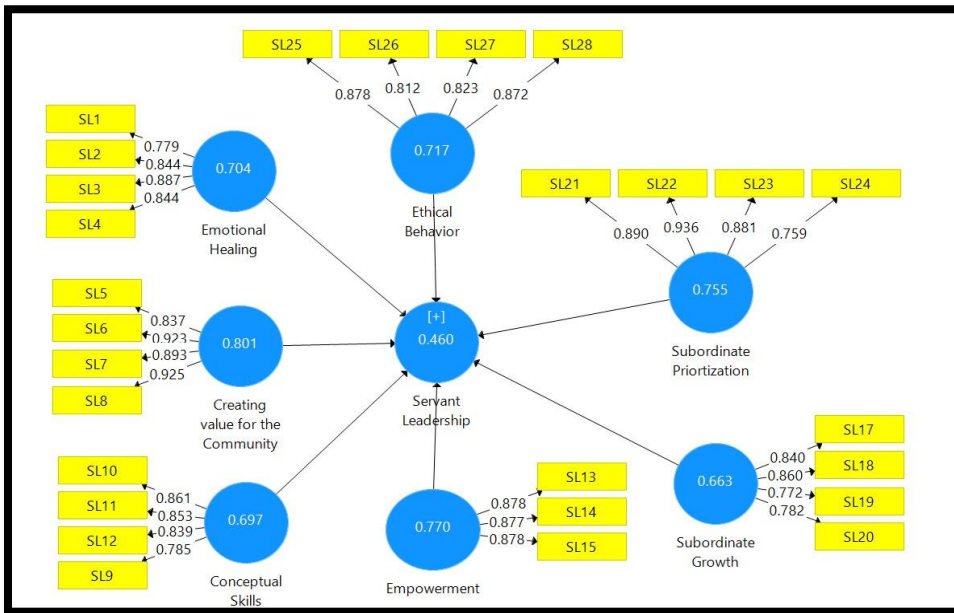 SL25
SL26
SL27
SL28
0.878
0.812
0.823
0.872
0.717
Ethical
Behavior
SL1
SL2
SL3
SL4
0.779
0.844
0.887
0.844
0.704
Emotional
Healing
SL21
SL22
SL23
SL24
0.890
0.936
0.881
0.759
0.755
Subordinate
Priortization
SL5
SL6
SL7
SL8
0.837
0.923
0.893
0.925
0.801
Creating
value for the
Community
[+]
0.460
Servant
Leadership
SL10
SL11
SL12
SL9
0.861
0.853
0.839
0.785
0.697
Conceptual
Skills
0.770
Empowerment
0.878
0.877
0.878
SL13
SL14
SL15
0.663
Subordinate
Growth
0.840
0.860
0.772
0.782
SL17
SL18
SL19
SL20